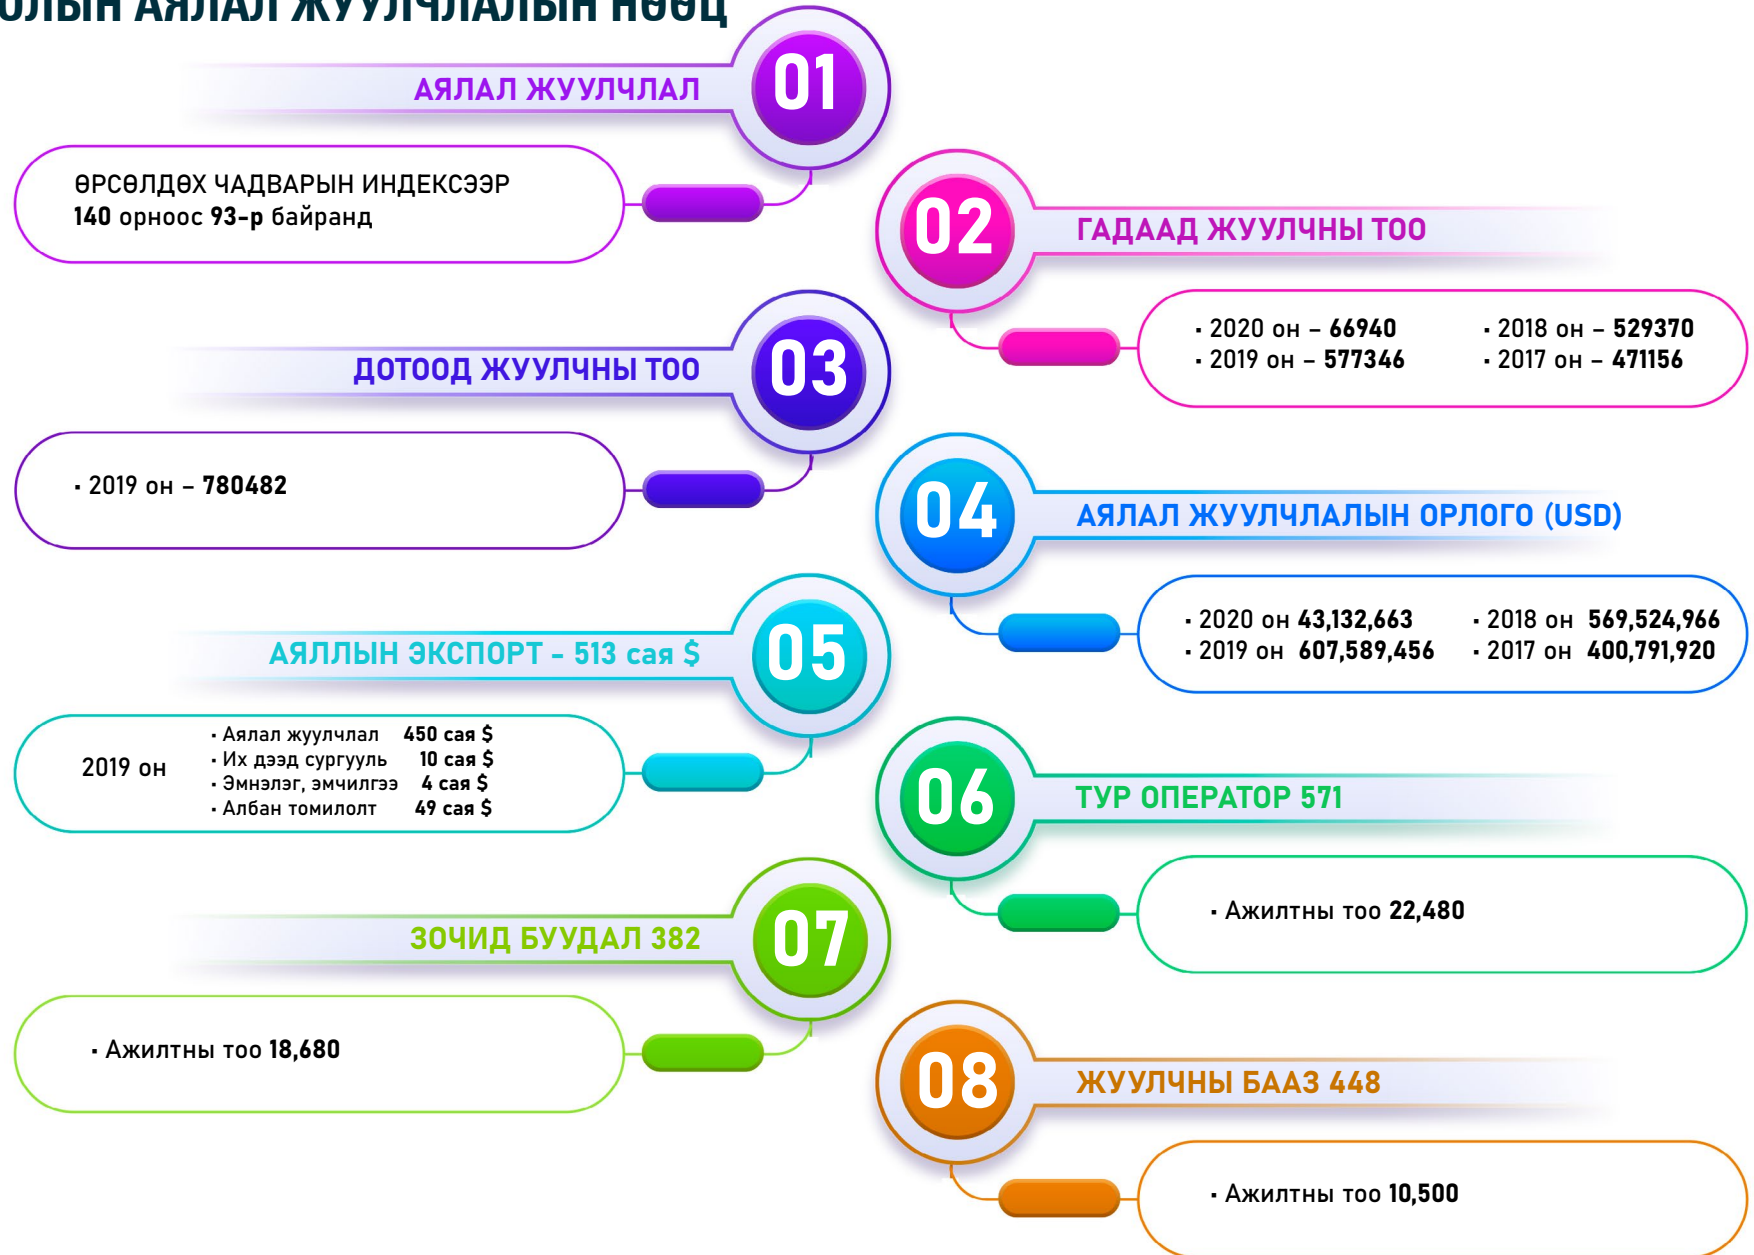 ОЛЫН АЯЛАЛ ЖУУЛЧЛАЛЫН НӨӨЦ
01
АЯЛАЛ ЖУУЛЧЛАЛ
ӨРСӨЛДӨХ ЧАДВАРЫН ИНДЕКСЭЭР
140 орноос 93-р байранд
02
ГАДААД ЖУУЛЧНЫ ТОО
▪ 2020 он – 66940 ▪ 2018 он – 529370
▪ 2019 он – 577346 ▪ 2017 он – 471156
03
ДОТООД ЖУУЛЧНЫ ТОО
▪ 2019 он – 780482
04
АЯЛАЛ ЖУУЛЧЛАЛЫН ОРЛОГО (USD)
▪ 2020 он 43,132,663 ▪ 2018 он 569,524,966
▪ 2019 он 607,589,456 ▪ 2017 он 400,791,920
05
АЯЛЛЫН ЭКСПОРТ - 513 сая $
2019 он
▪ Аялал жуулчлал 450 сая $
▪ Их дээд сургууль 10 сая $
▪ Эмнэлэг, эмчилгээ 4 сая $
▪ Албан томилолт 49 сая $
06
ТУР ОПЕРАТОР 571
▪ Ажилтны тоо 22,480
07
ЗОЧИД БУУДАЛ 382
▪ Ажилтны тоо 18,680
08
ЖУУЛЧНЫ БААЗ 448
▪ Ажилтны тоо 10,500